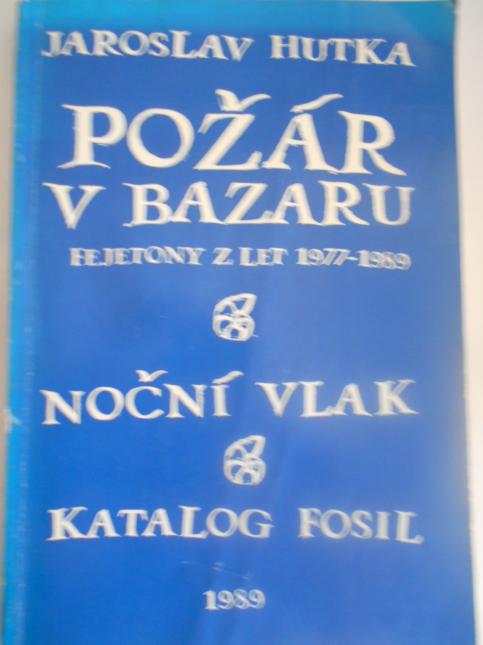 JAROSLAV HUTKA
POŽÁR
V BAZARU
FEJETONY Z LET 1977-1989
NOČNÍ VLAK
KATALOG FOSIL
1989